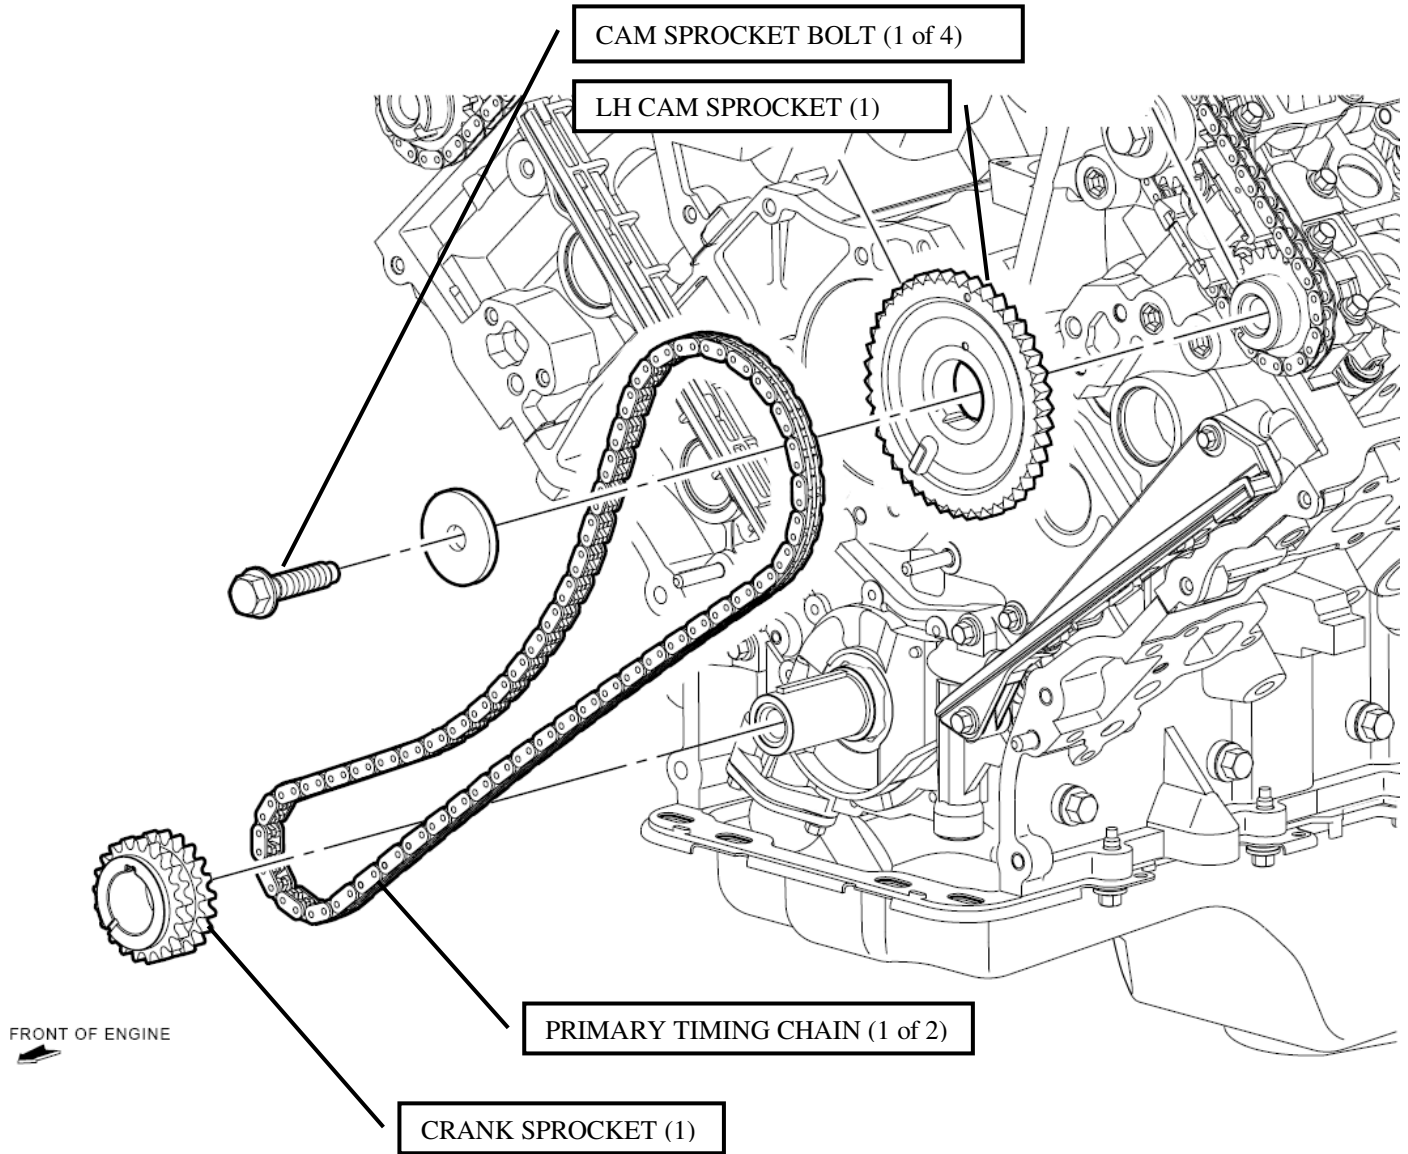 CAM SPROCKET BOLT (1 of 4)
LH CAM SPROCKET (1)
PRIMARY TIMING CHAIN (1 of 2)
FRONT OF ENGINE
CRANK SPROCKET (1)